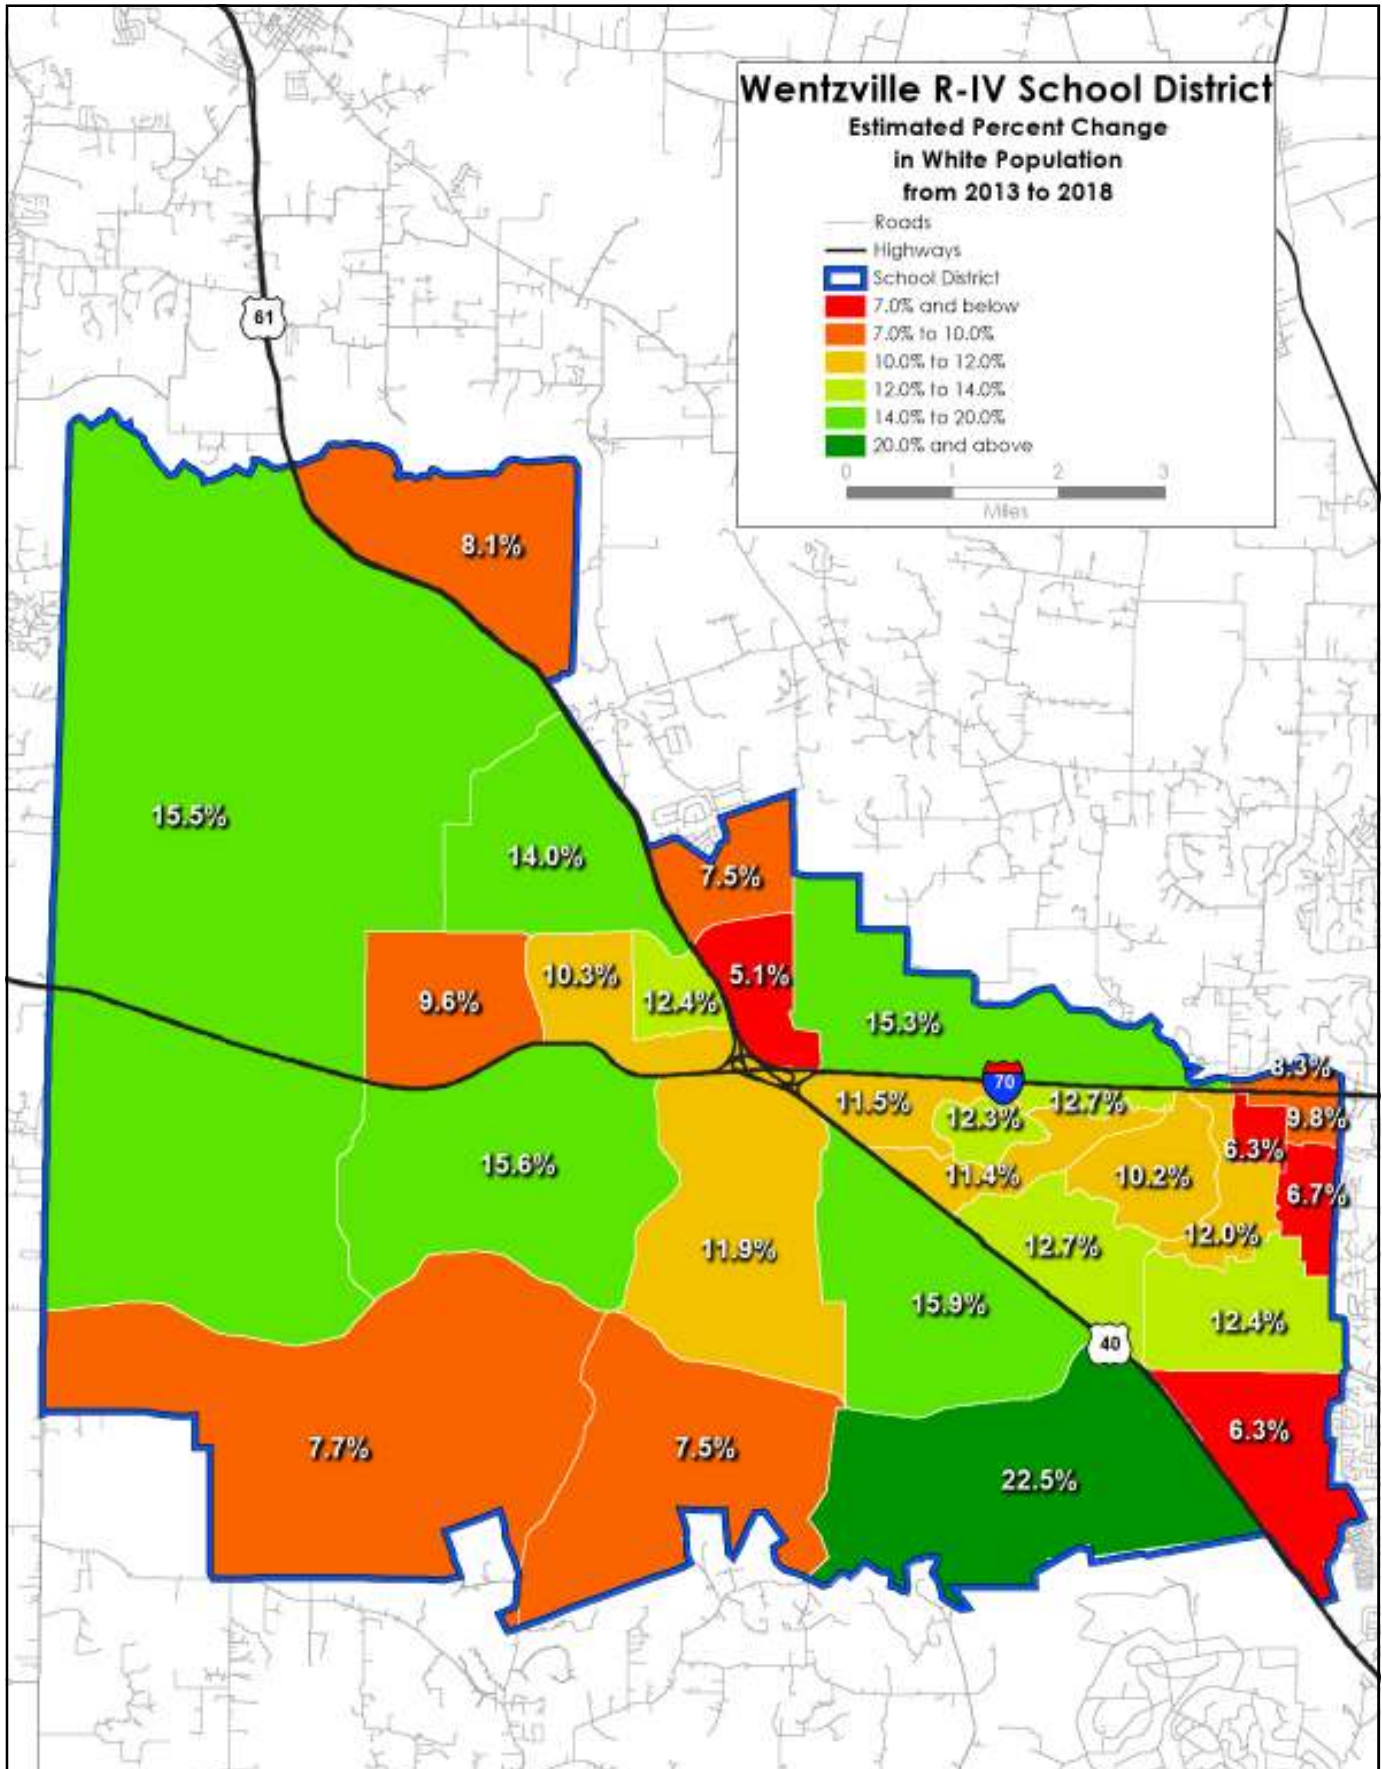 Wentzville R-IV School District
Estimated Percent Change
in White Population
from 2013 to 2018
Roads
Highways
School District
7.0% and below
7.0% to 10.0%
10.0% to 12.0%
12.0% to 14.0%
14.0% to 20.0%
20.0% and above
0 1 2 3
Miles
61
8.1%
15.5%
14.0%
7.5%
9.6%
10.3%
12.4%
5.1%
15.3%
8.3%
70
11.5%
12.3%
12.7%
9.8%
6.3%
15.6%
11.4%
10.2%
6.7%
11.9%
12.7%
12.0%
15.9%
12.4%
40
7.7%
7.5%
22.5%
6.3%